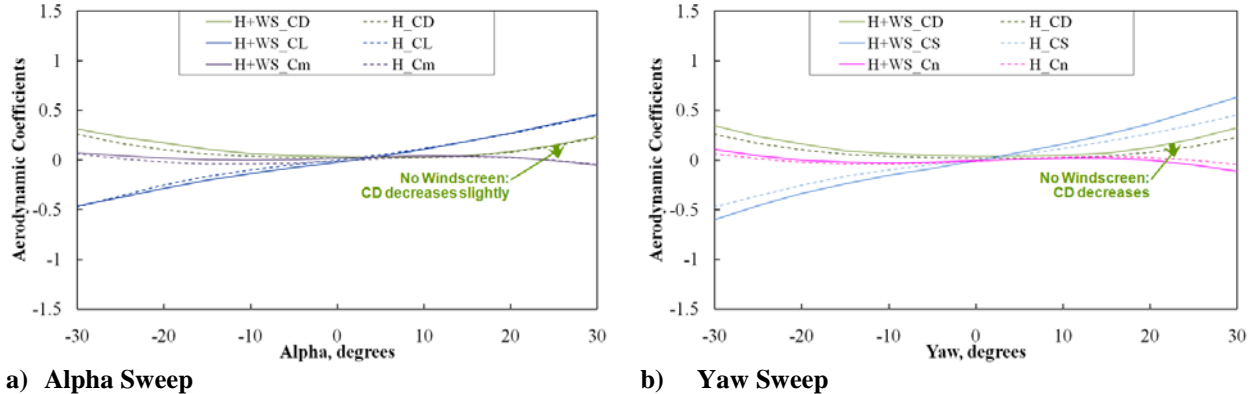 1.5
1
0.5
0
-0.5
-1
-1.5
Aerodynamic Coefficients
H+WS_CD H_CD
H+WS_CL H_CL
H+WS_Cm H_Cm
No Windscreen:
CD decreases slightly
-30 -20 -10 0 10 20 30
Alpha, degrees
a) Alpha Sweep
1.5
1
0.5
0
-0.5
-1
-1.5
Aerodynamic Coefficients
H+WS_CD H_CD
H+WS_CS H_CS
H+WS_Cn H_Cn
No Windscreen:
CD decreases
-30 -20 -10 0 10 20 30
Yaw, degrees
b) Yaw Sweep